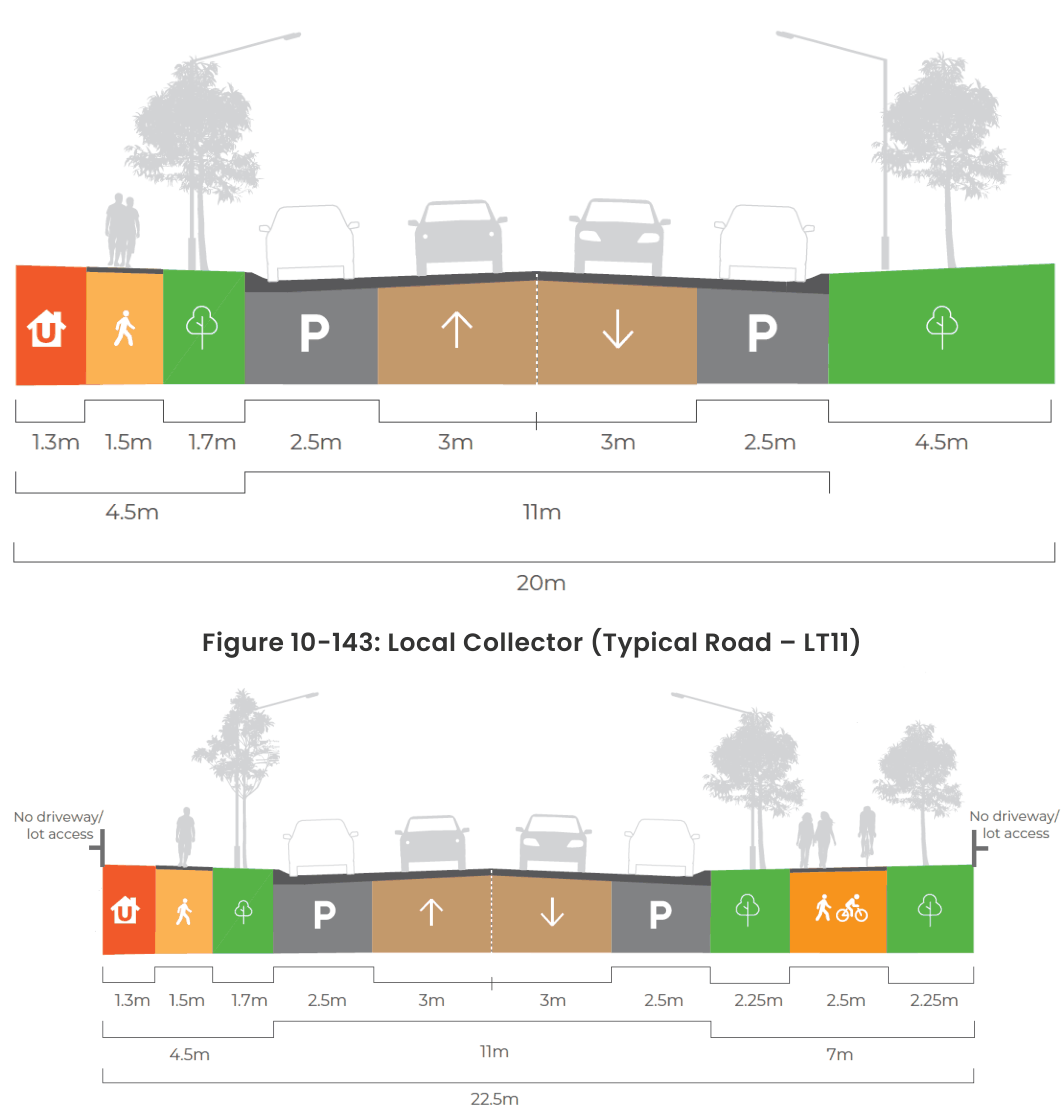 U
P
P
1.3m 1.5m 1.7m 2.5m 3m 3m 2.5m 4.5m
4.5m 11m
20m
Figure 10-143: Local Collector (Typical Road – LT11)
No driveway/
lot access
No driveway/
lot access
U
P
P
1.3m 1.5m 1.7m 2.5m 3m 3m 2.5m 2.25m 2.5m 2.25m
4.5m 11m 7m
22.5m